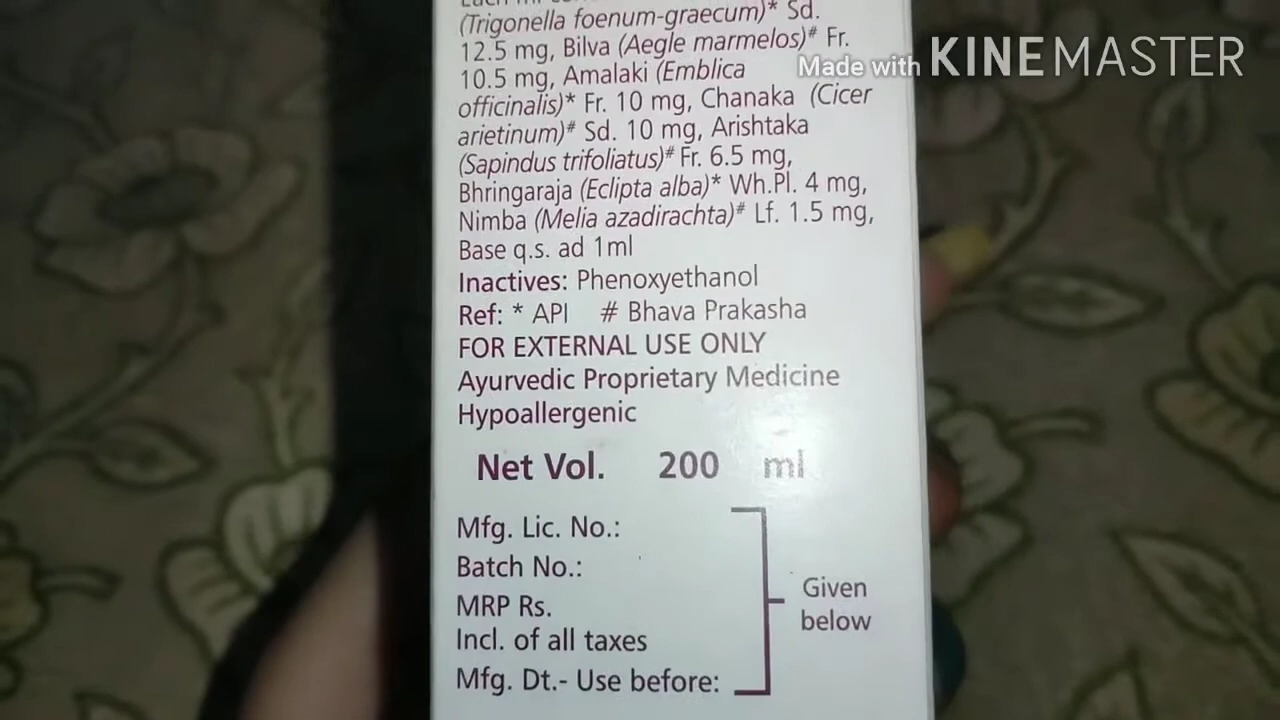 (Trigonella foenum-graecum)* Sd.
12.5 mg, Bilva (Aegle marmelos)# Fr.
10.5 mg, Amalaki (Emblica
officinalis)* Fr. 10 mg, Chanaka (Cicer
arietinum)# Sd. 10 mg, Arishtaka
(Sapindus trifoliatus)# Fr. 6.5 mg,
Bhringaraja (Eclipta alba)* Wh.Pl. 4 mg,
Nimba (Melia azadirachta)# Lf. 1.5 mg,
Base q.s. ad 1ml
Inactives: Phenoxyethanol
Ref: * API # Bhava Prakasha
FOR EXTERNAL USE ONLY
Ayurvedic Proprietary Medicine
Hypoallergenic
Net Vol. 200 ml
Mfg. Lic. No.:
Batch No.:
MRP Rs.
Incl. of all taxes
Mfg. Dt.- Use before:
Given
below
Made with KINEMASTER